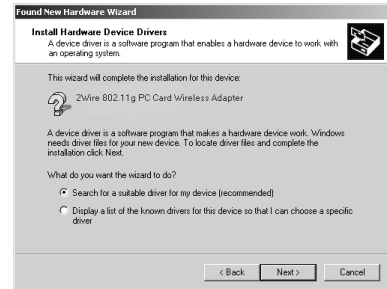 Found New Hardware Wizard
Install Hardware Device Drivers
A device driver is a software program that enables a hardware device to work with
an operating system.
This wizard will complete the installation for this device:
2Wire 802.11g PC Card Wireless Adapter
A device driver is a software program that makes a hardware device work. Windows
needs driver files for your new device. To locate driver files and complete the
installation click Next.
What do you want the wizard to do?
Search for a suitable driver for my device (recommended)
Display a list of the known drivers for this device so that I can choose a specific
driver
< Back Next > Cancel